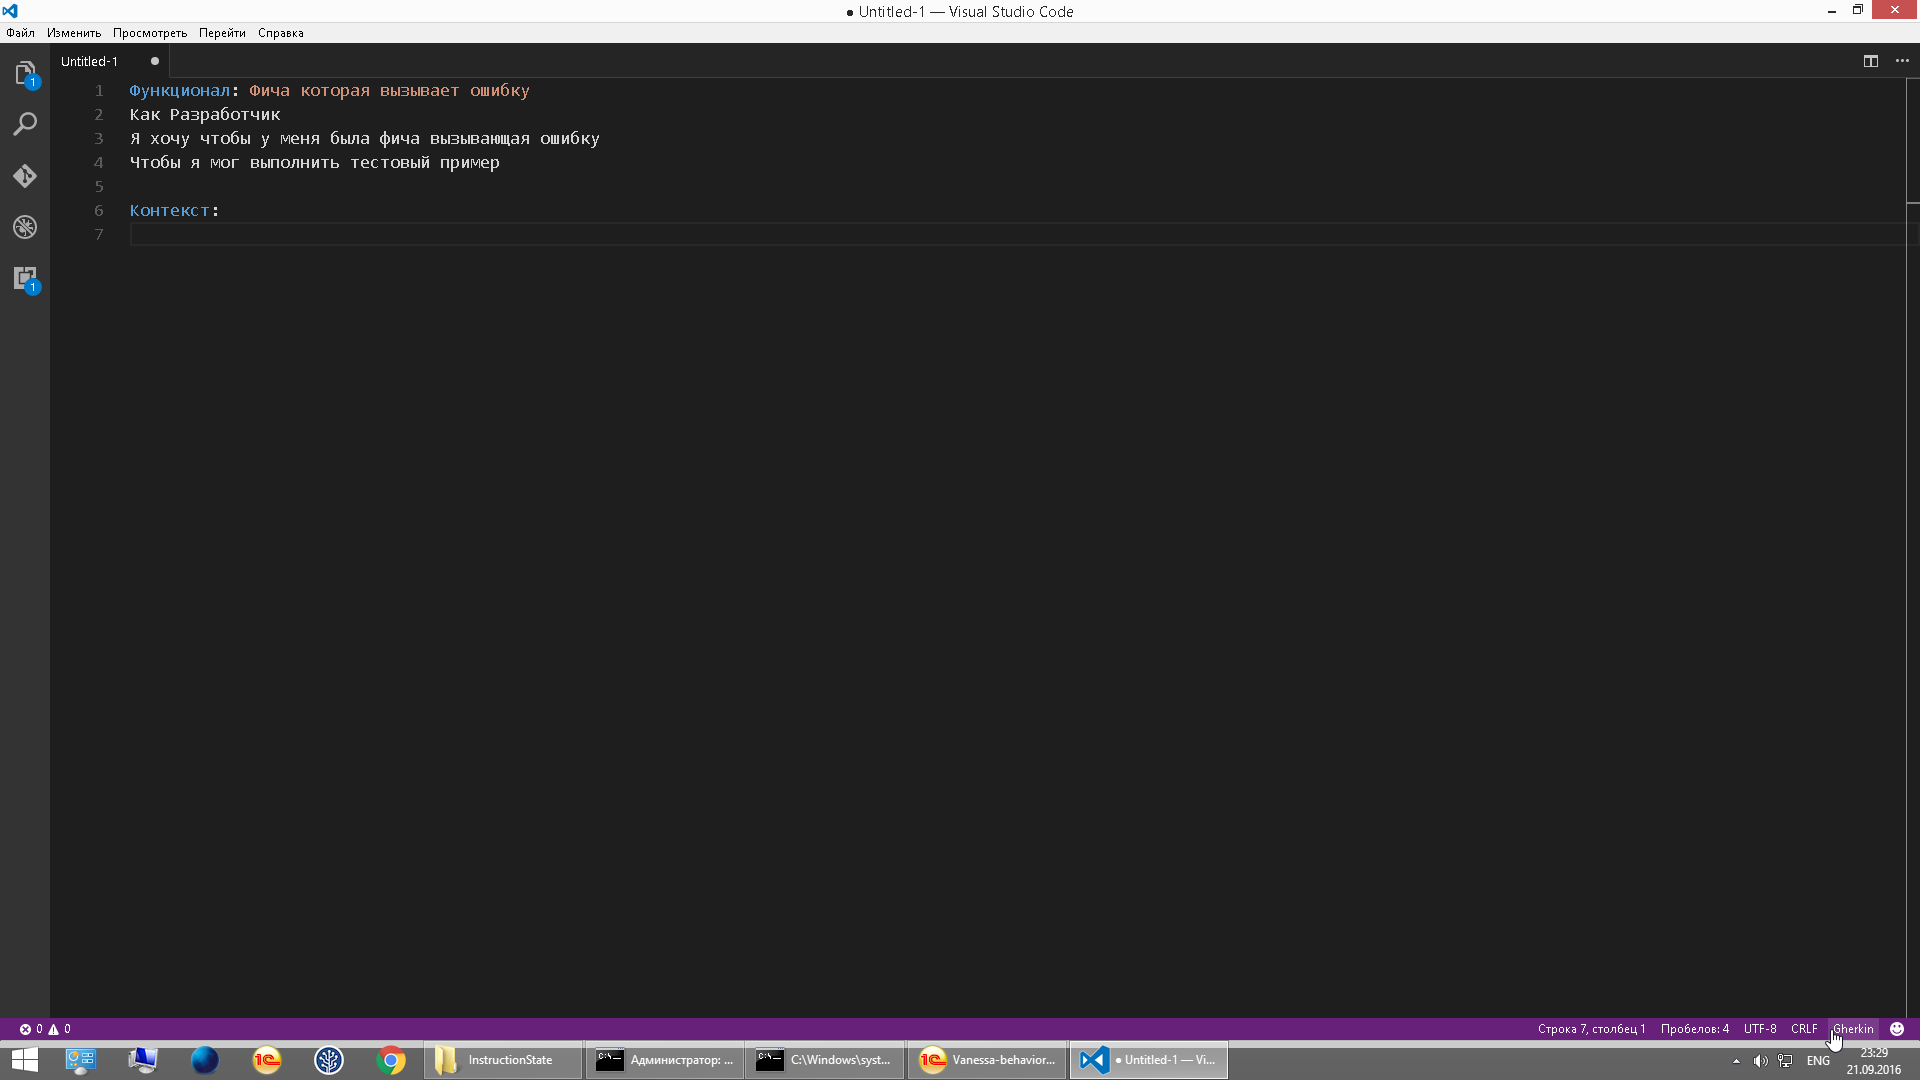 ● Untitled-1 — Visual Studio Code
Файл Изменить Просмотреть Перейти Справка
Untitled-1
1 Функционал: Фича которая вызывает ошибку
2 Как Разработчик
3 Я хочу чтобы у меня была фича вызывающая ошибку
4 Чтобы я мог выполнить тестовый пример
5
6 Контекст:
7
1
1
0 0 Строка 7, столбец 1 Пробелов: 4 UTF-8 CRLF Gherkin
InstructionState Администратор: ... C:\Windows\syst... Vanessa-behavior... ● Untitled-1 — Vi... ENG 23:29
21.09.2016